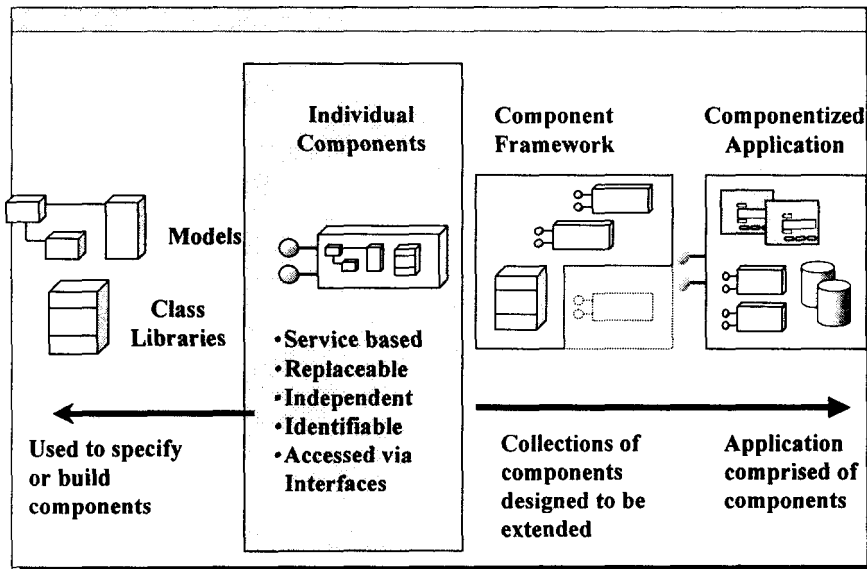 Individual
Components
Component
Framework
Componentized
Application
Models
Class
Libraries
•Service based
•Replaceable
•Independent
•Identifiable
•Accessed via
Interfaces
Used to specify
or build
components
Collections of
components
designed to be
extended
Application
comprised of
components